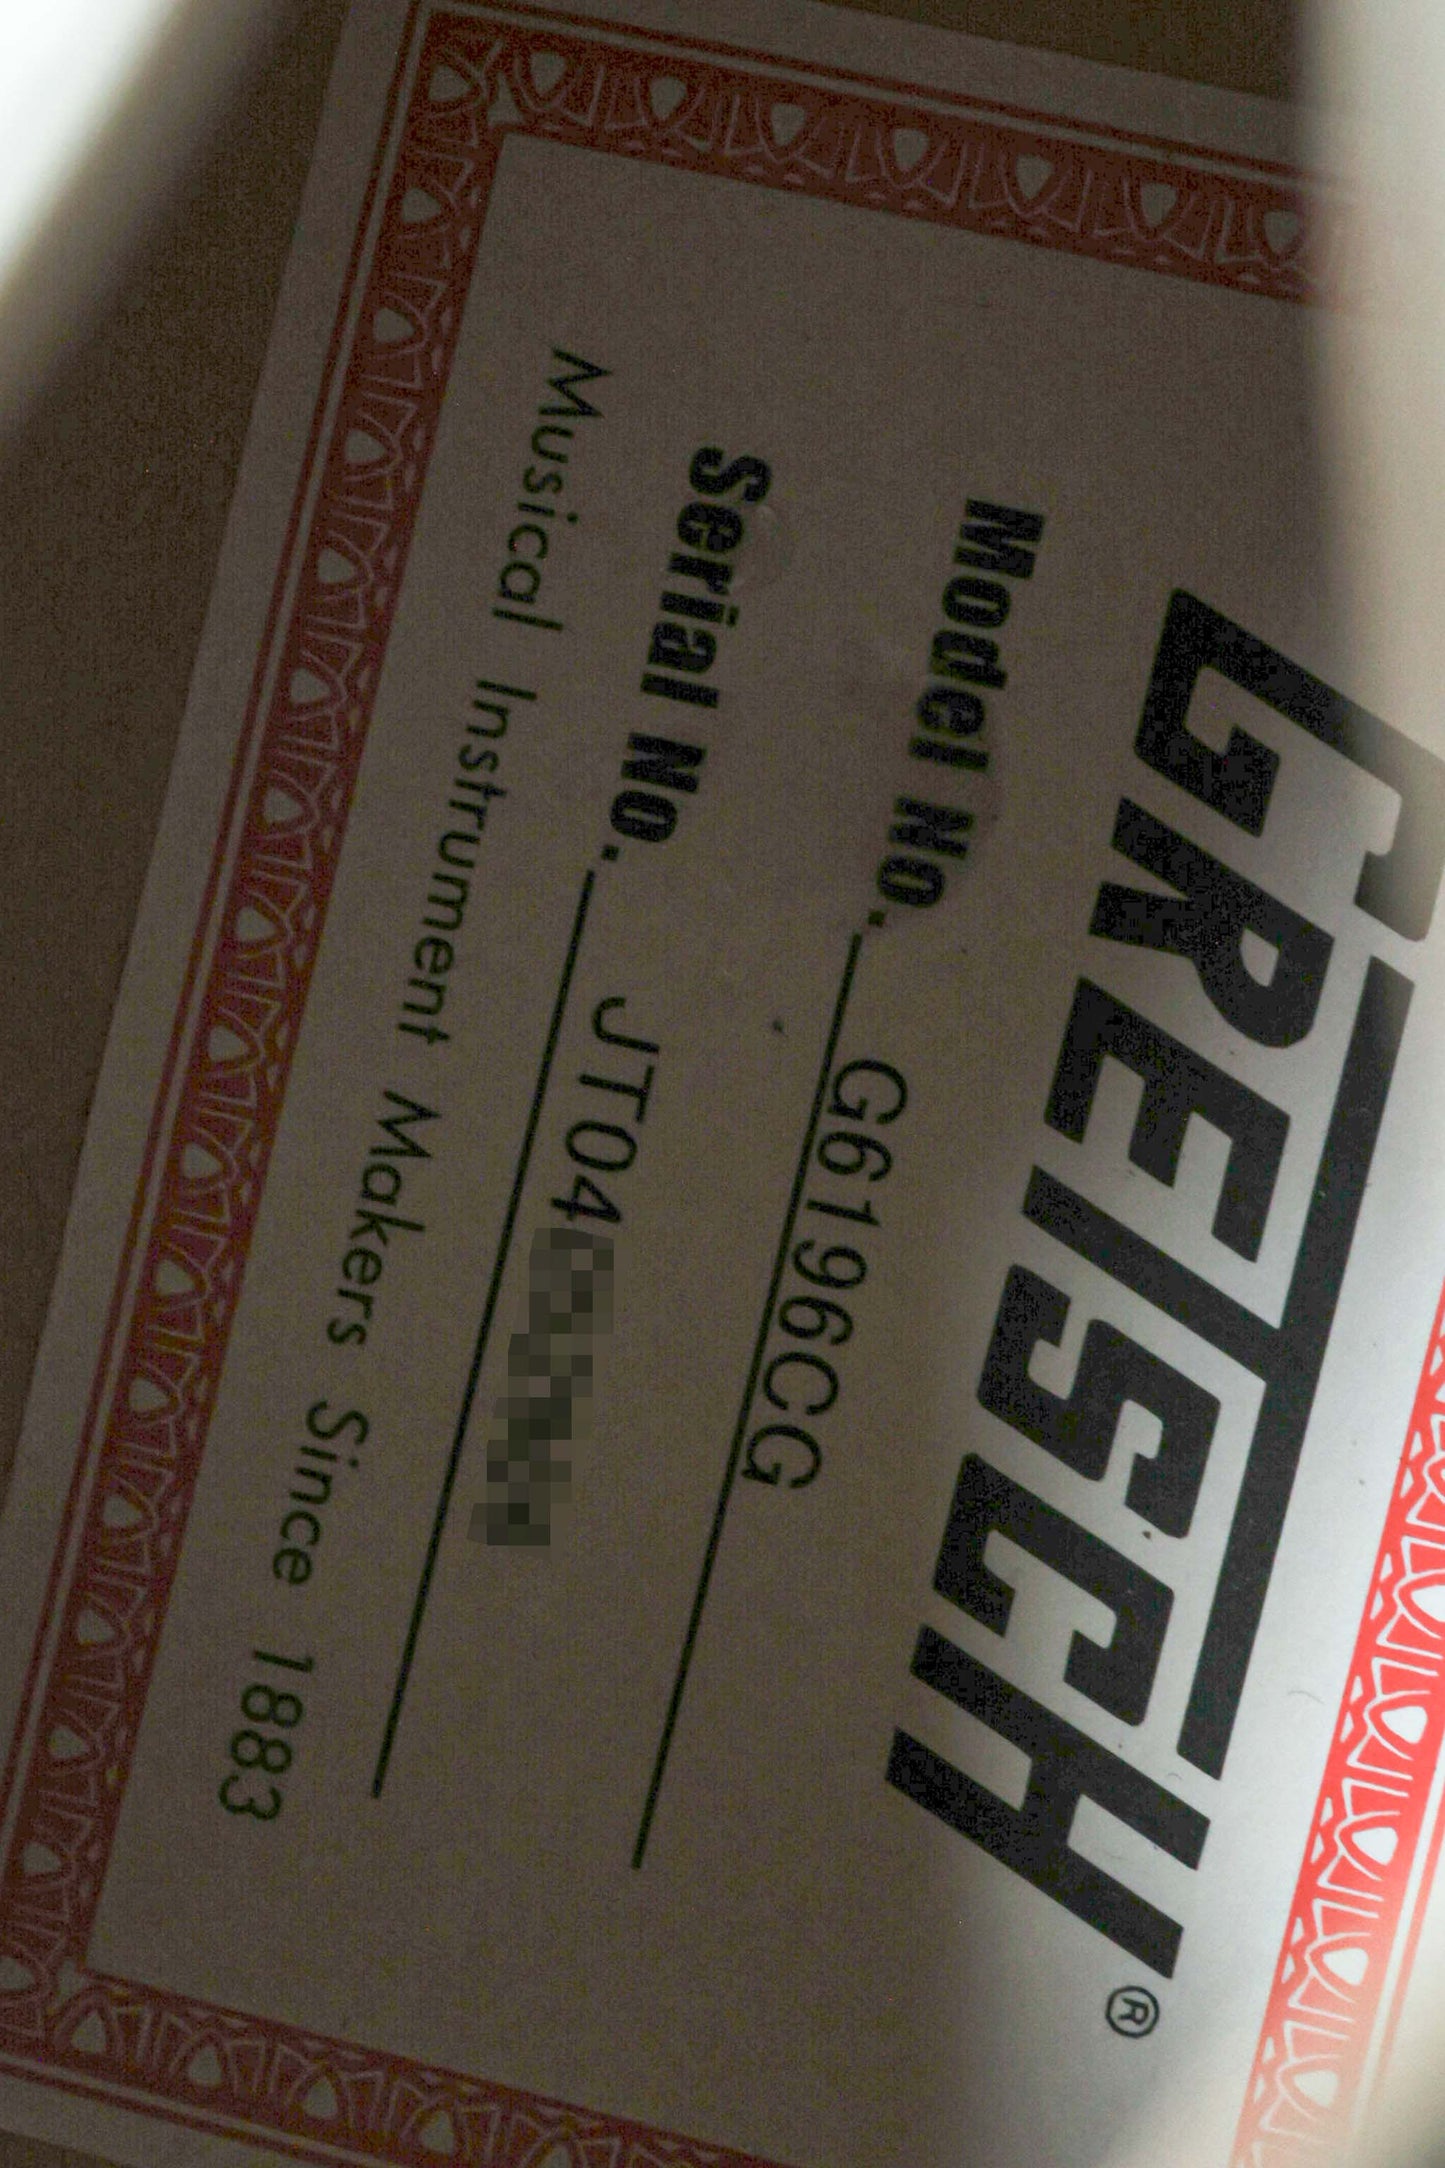 GRETSCH®
Model No. G6196CG
Serial No. JT04
Musical Instrument Makers Since 1883